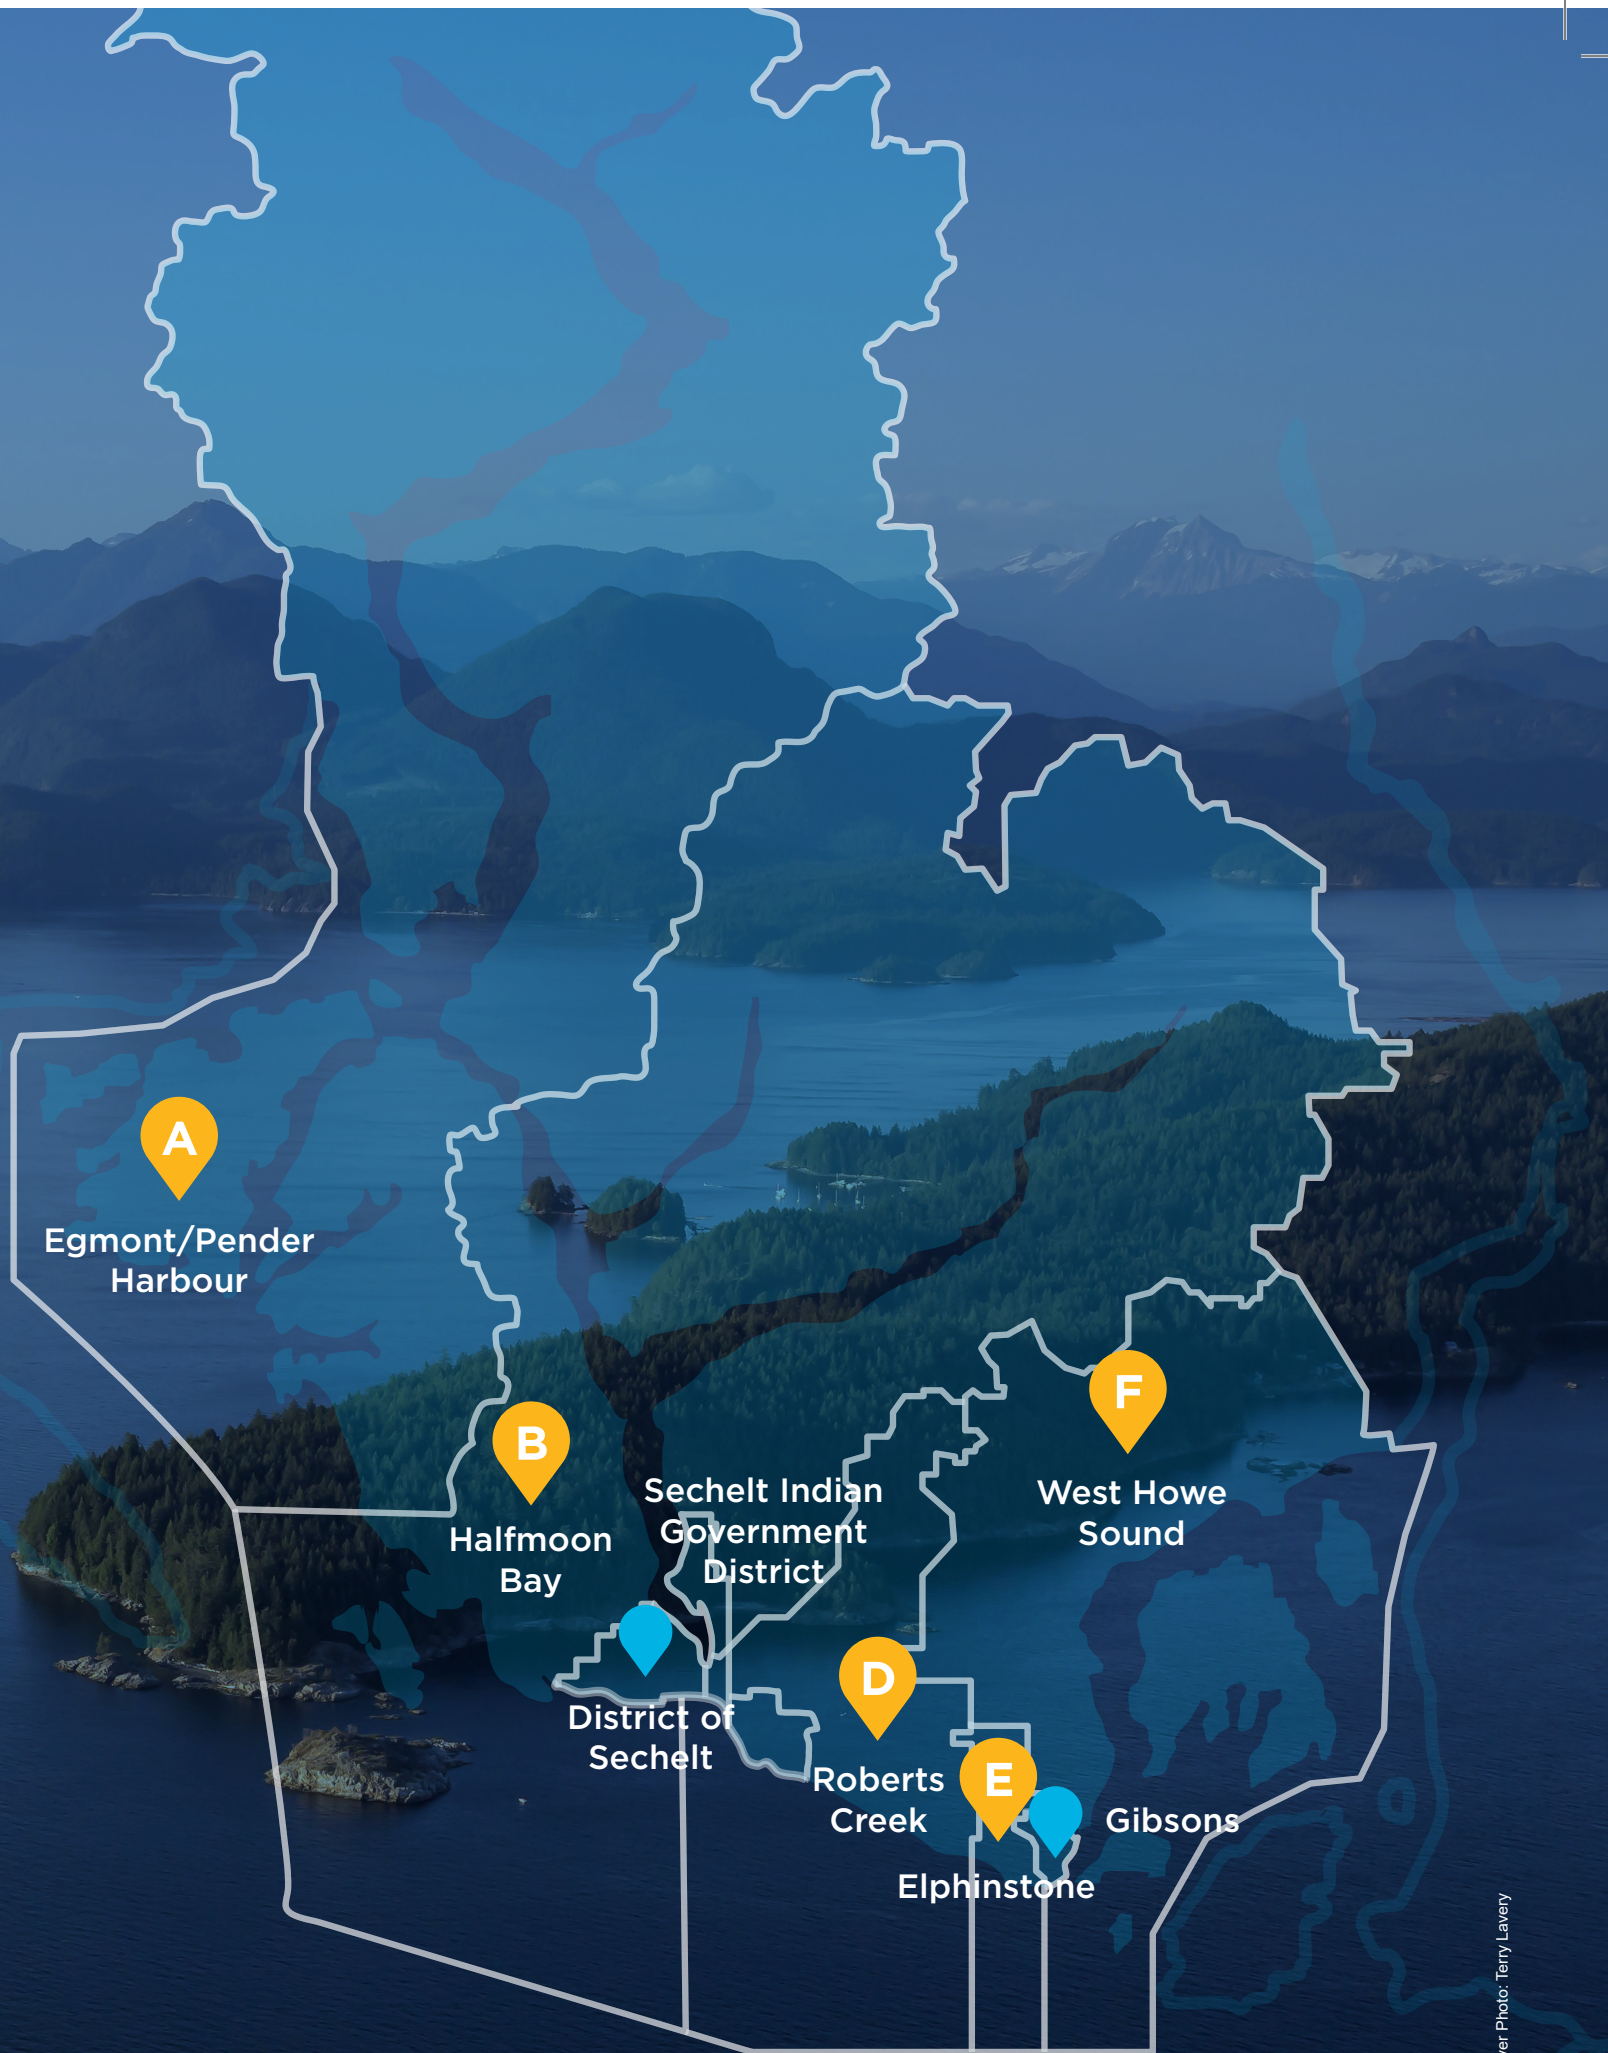 A
Egmont/Pender
Harbour
B
Halfmoon
Bay
Sechelt Indian
Government
District
F
West Howe
Sound
District of
Sechelt
D
Roberts
Creek
E
Gibsons
Elphinstone
Photo: Terry Lavery